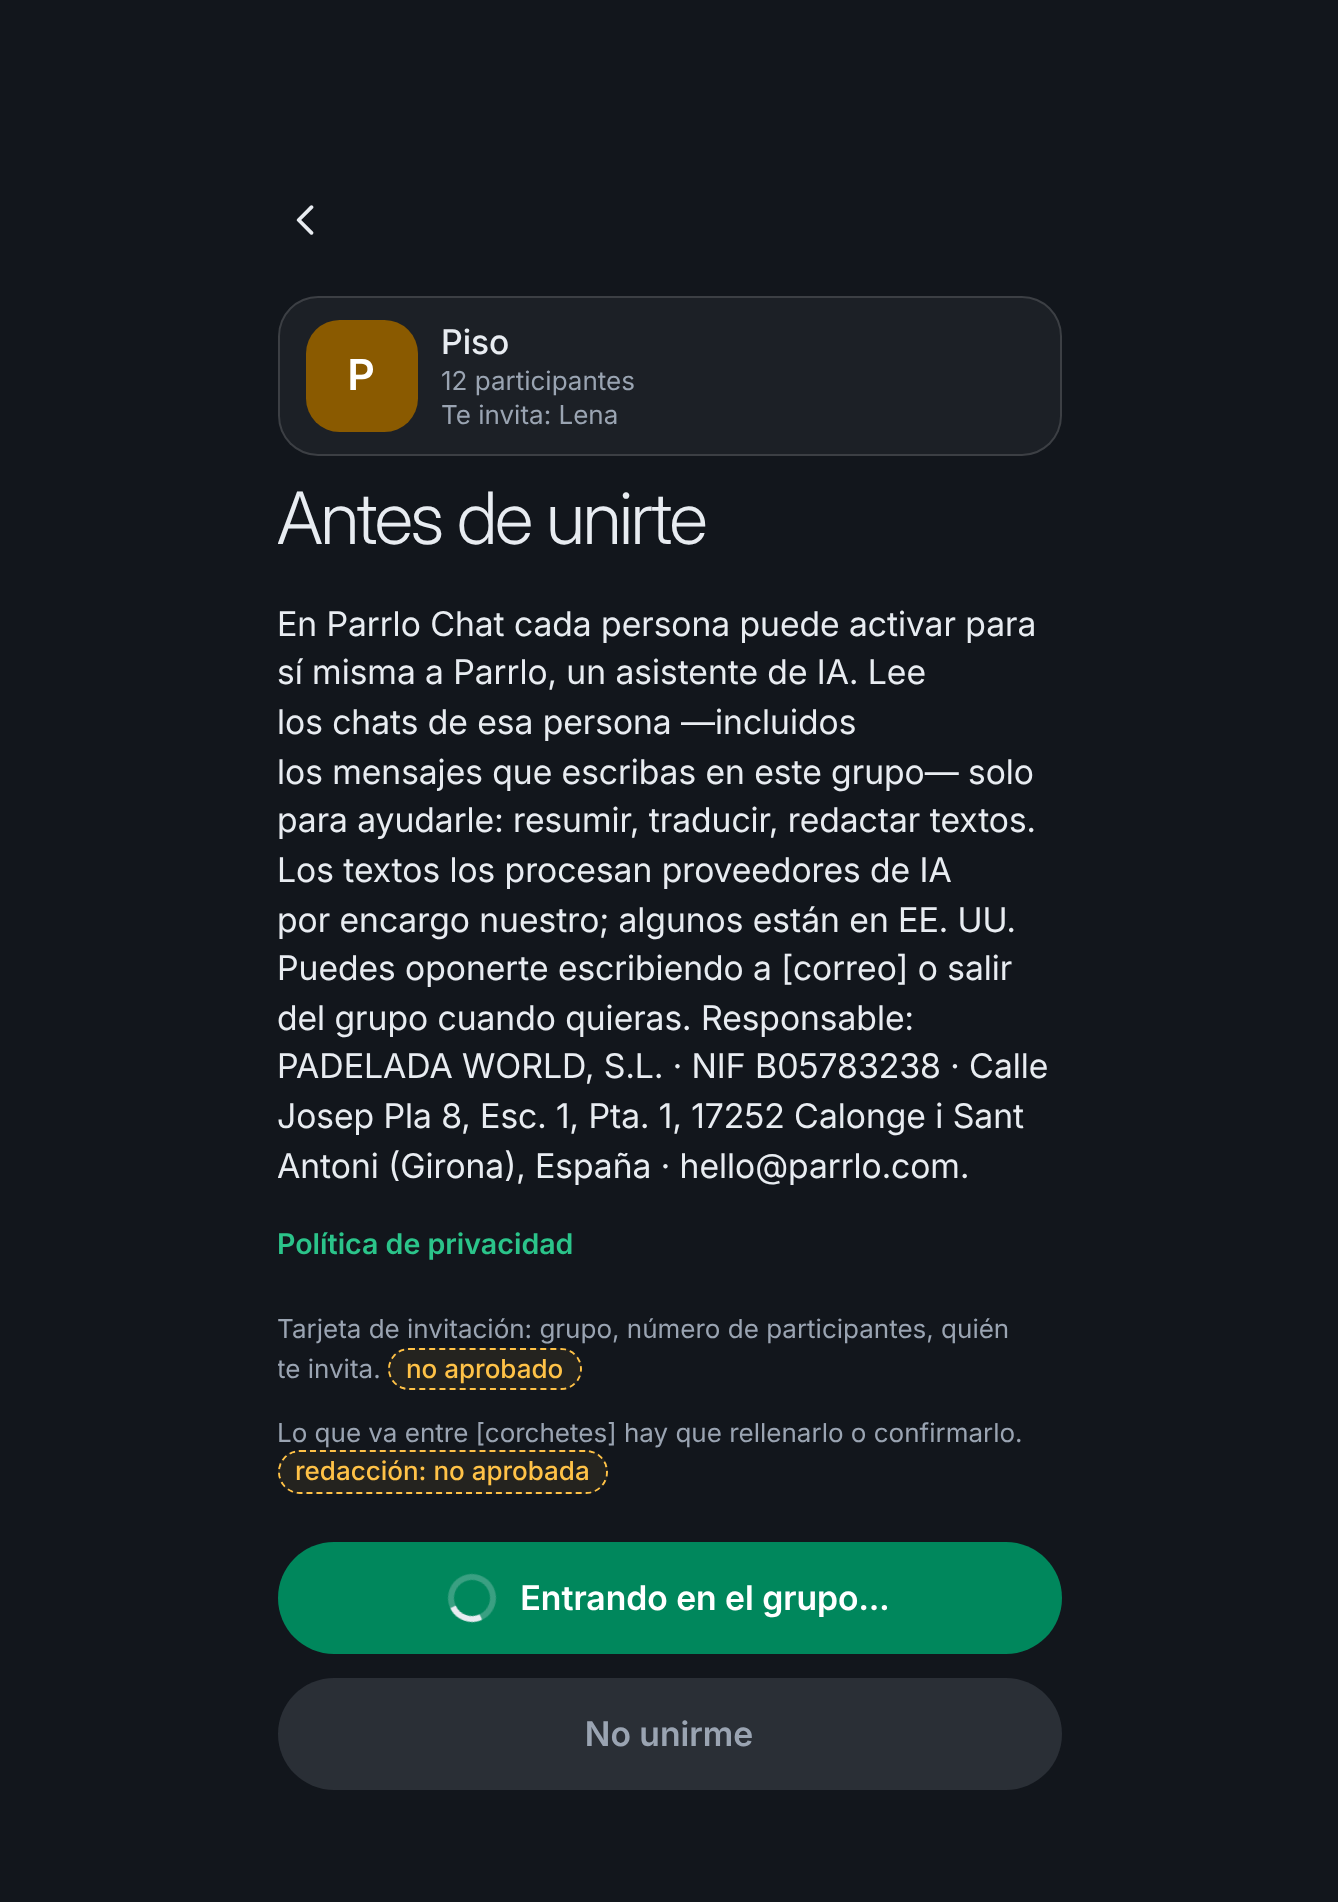 P
Piso
12 participantes
Te invita: Lena
Antes de unirte
En Parrlo Chat cada persona puede activar para
sí misma a Parrlo, un asistente de IA. Lee
los chats de esa persona —incluidos
los mensajes que escribas en este grupo— solo
para ayudarle: resumir, traducir, redactar textos.
Los textos los procesan proveedores de IA
por encargo nuestro; algunos están en EE. UU.
Puedes oponerte escribiendo a [correo] o salir
del grupo cuando quieras. Responsable:
PADELADA WORLD, S.L. · NIF B05783238 · Calle
Josep Pla 8, Esc. 1, Pta. 1, 17252 Calonge i Sant
Antoni (Girona), España · hello@parrlo.com.
Política de privacidad
Tarjeta de invitación: grupo, número de participantes, quién
te invita. no aprobado
Lo que va entre [corchetes] hay que rellenarlo o confirmarlo.
redacción: no aprobada
Entrando en el grupo...
No unirme